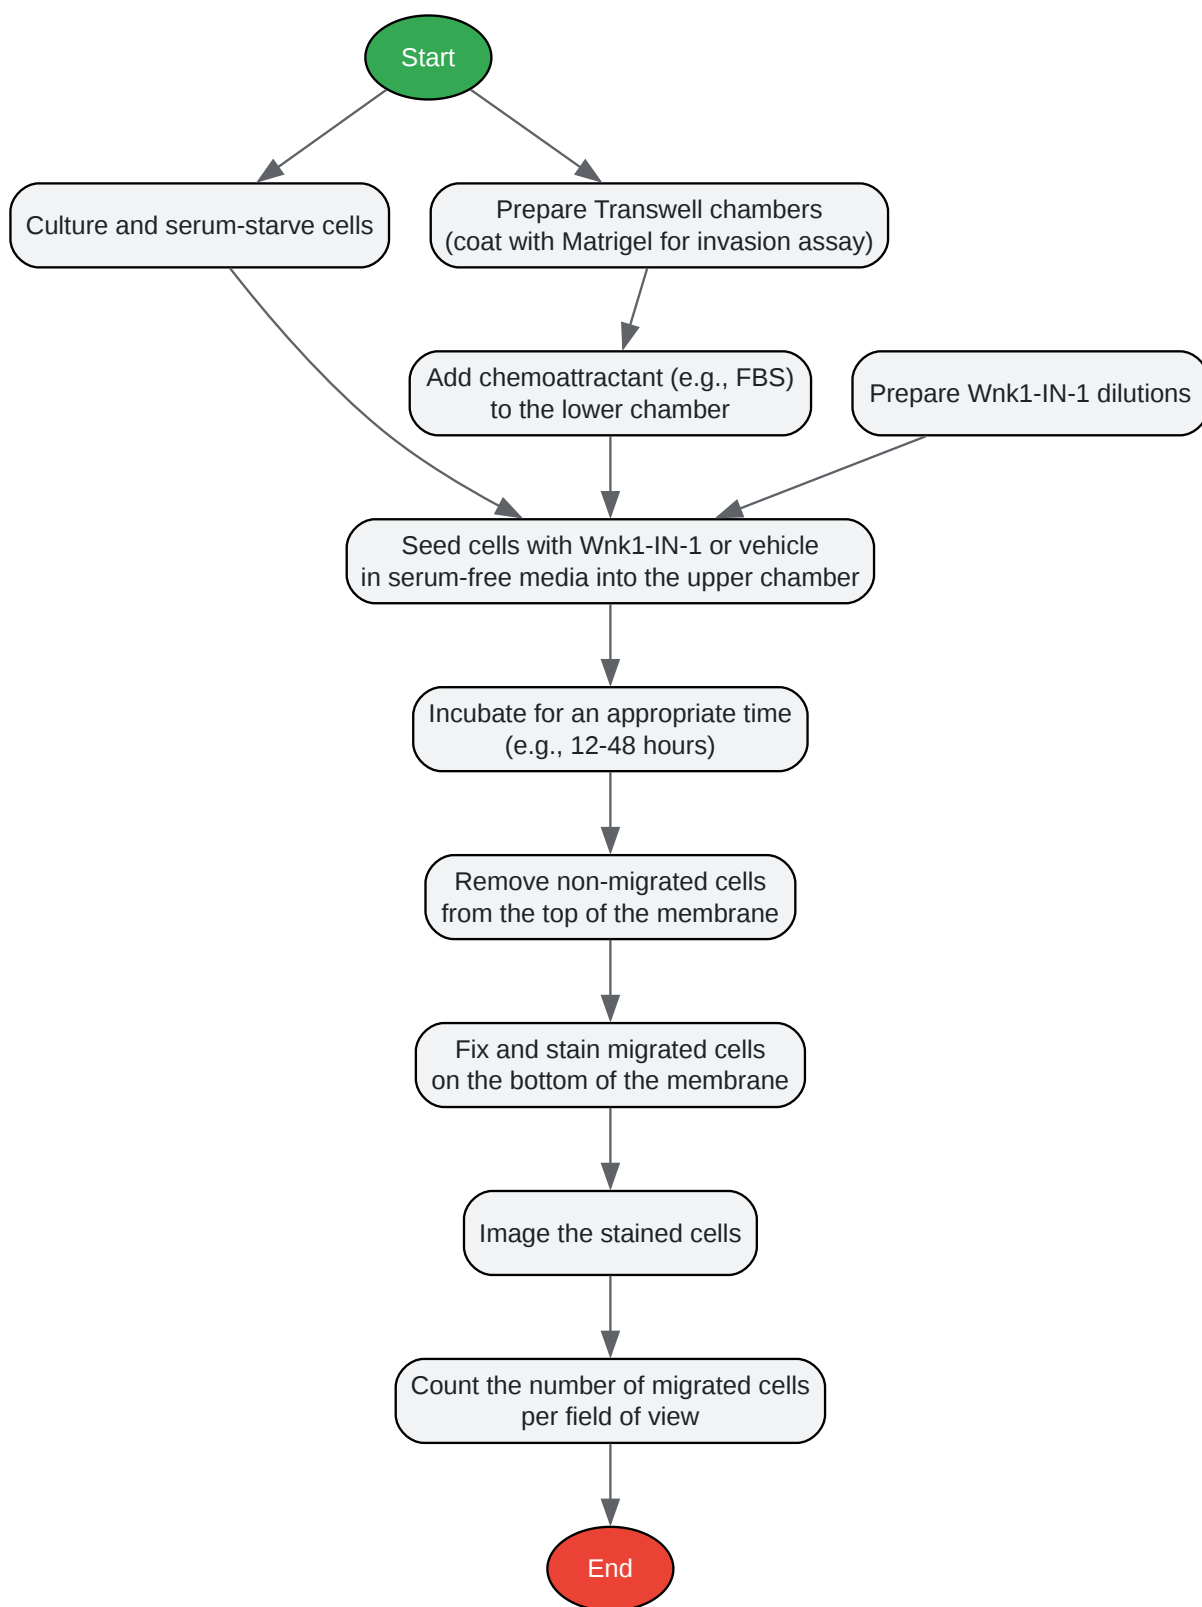 Start
Culture and serum-starve cells
Prepare Transwell chambers
(coat with Matrigel for invasion assay)
Add chemoattractant (e.g., FBS)
to the lower chamber
Prepare Wnk1-IN-1 dilutions
Seed cells with Wnk1-IN-1 or vehicle
in serum-free media into the upper chamber
Incubate for an appropriate time
(e.g., 12-48 hours)
Remove non-migrated cells
from the top of the membrane
Fix and stain migrated cells
on the bottom of the membrane
Image the stained cells
Count the number of migrated cells
per field of view
End